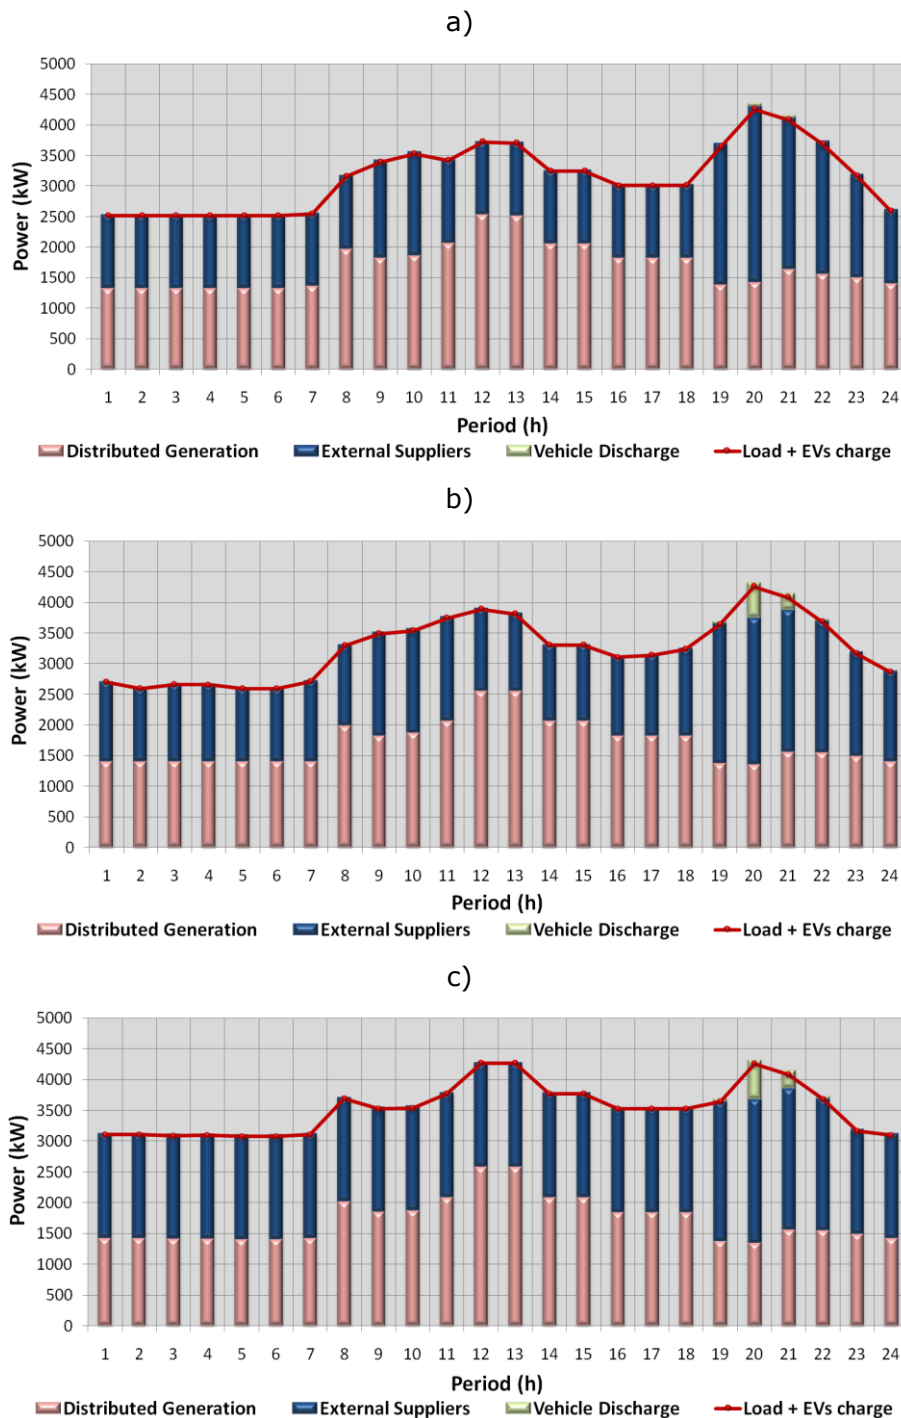 a)
5000
4500
4000
3500
3000
2500
2000
1500
1000
500
0
Power (kW)
1 2 3 4 5 6 7 8 9 10 11 12 13 14 15 16 17 18 19 20 21 22 23 24
Period (h)
Distributed Generation External Suppliers Vehicle Discharge Load + EVs charge
b)
5000
4500
4000
3500
3000
2500
2000
1500
1000
500
0
Power (kW)
1 2 3 4 5 6 7 8 9 10 11 12 13 14 15 16 17 18 19 20 21 22 23 24
Period (h)
Distributed Generation External Suppliers Vehicle Discharge Load + EVs charge
c)
5000
4500
4000
3500
3000
2500
2000
1500
1000
500
0
Power (kW)
1 2 3 4 5 6 7 8 9 10 11 12 13 14 15 16 17 18 19 20 21 22 23 24
Period (h)
Distributed Generation External Suppliers Vehicle Discharge Load + EVs charge